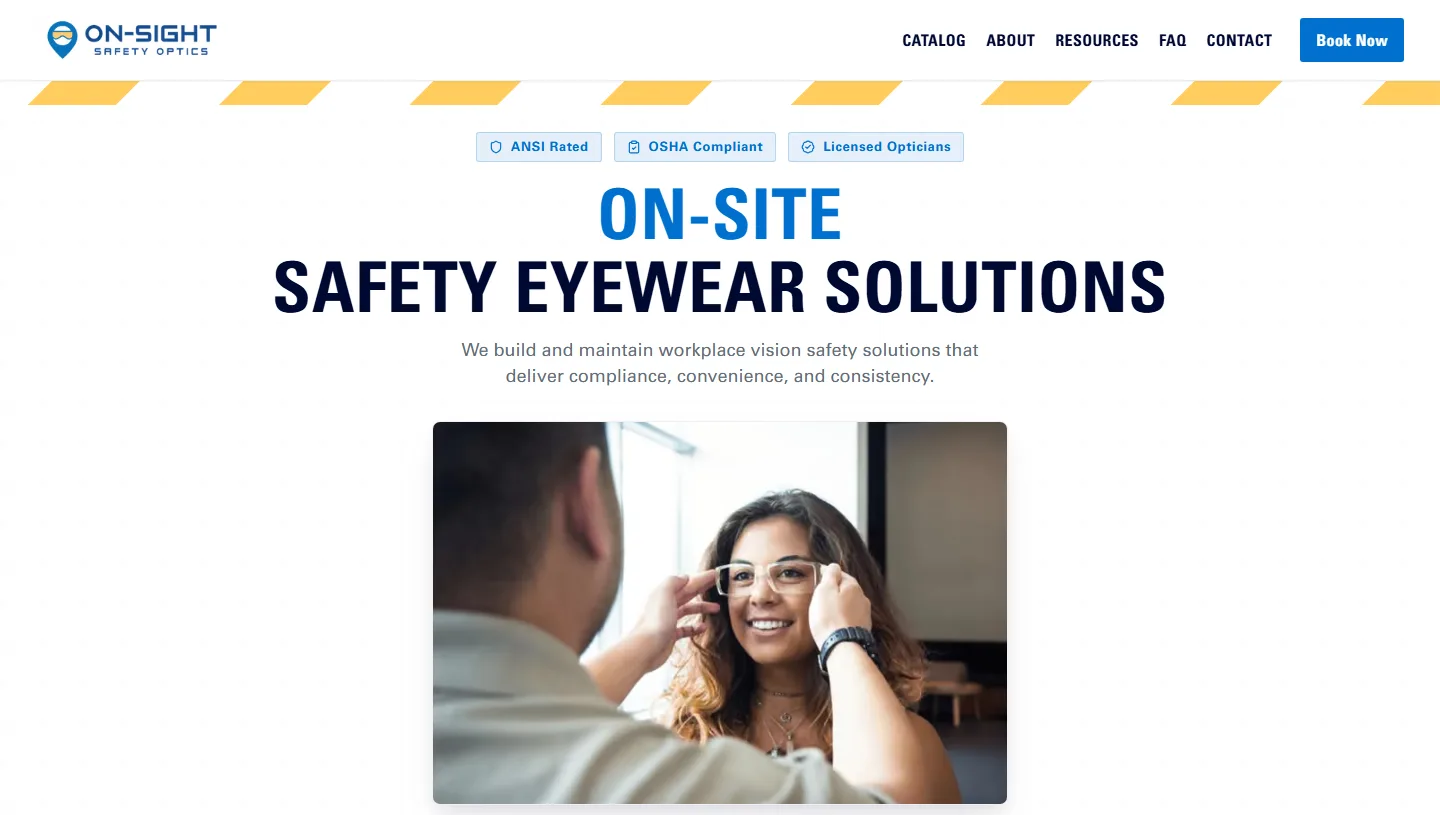 ON-SIGHT
SAFETY OPTICS
CATALOG ABOUT RESOURCES FAQ CONTACT Book Now
ANSI Rated OSHA Compliant Licensed Opticians
ON-SITE
SAFETY EYEWEAR SOLUTIONS
We build and maintain workplace vision safety solutions that
deliver compliance, convenience, and consistency.